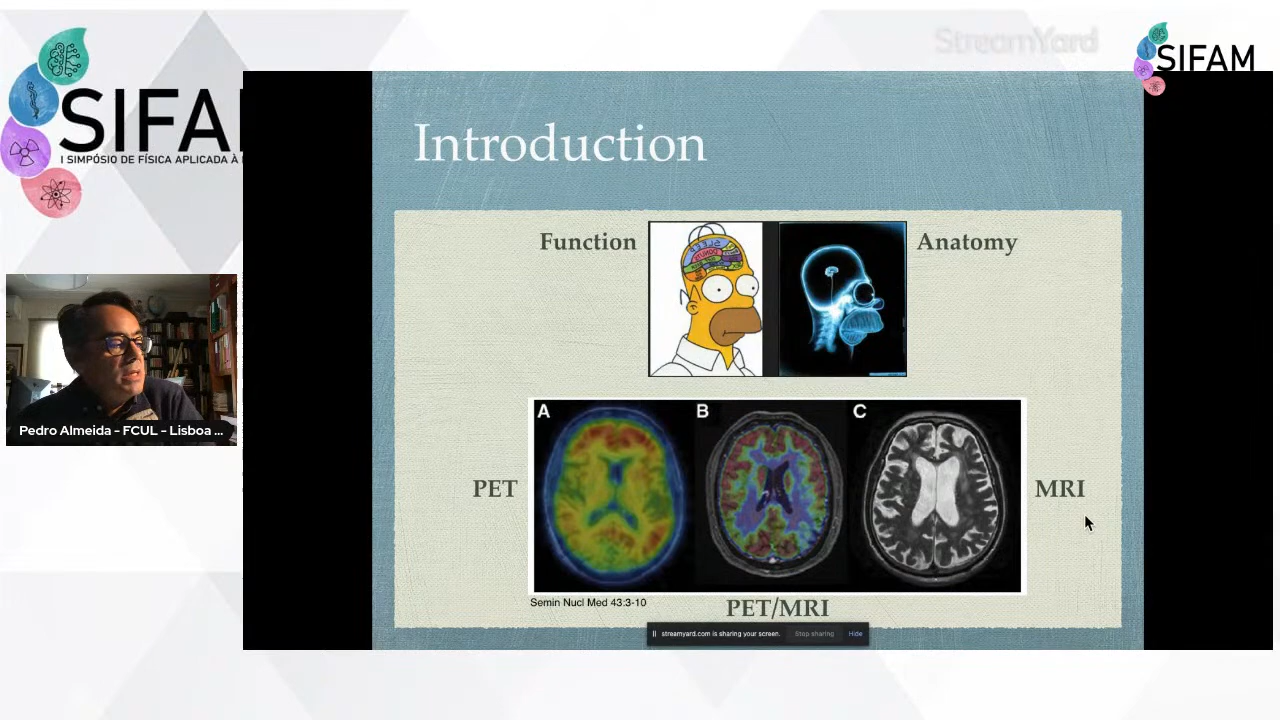 StreamYard
SIFAM
SIFA
I SIMPÓSIO DE FÍSICA APLICADA À
Introduction
Function
Anatomy
Pedro Almeida - FCUL - Lisboa ...
A
B
C
PET
MRI
Semin Nucl Med 43:3-10
PET/MRI
streamyard.com is sharing your screen.
Stop sharing
Hide